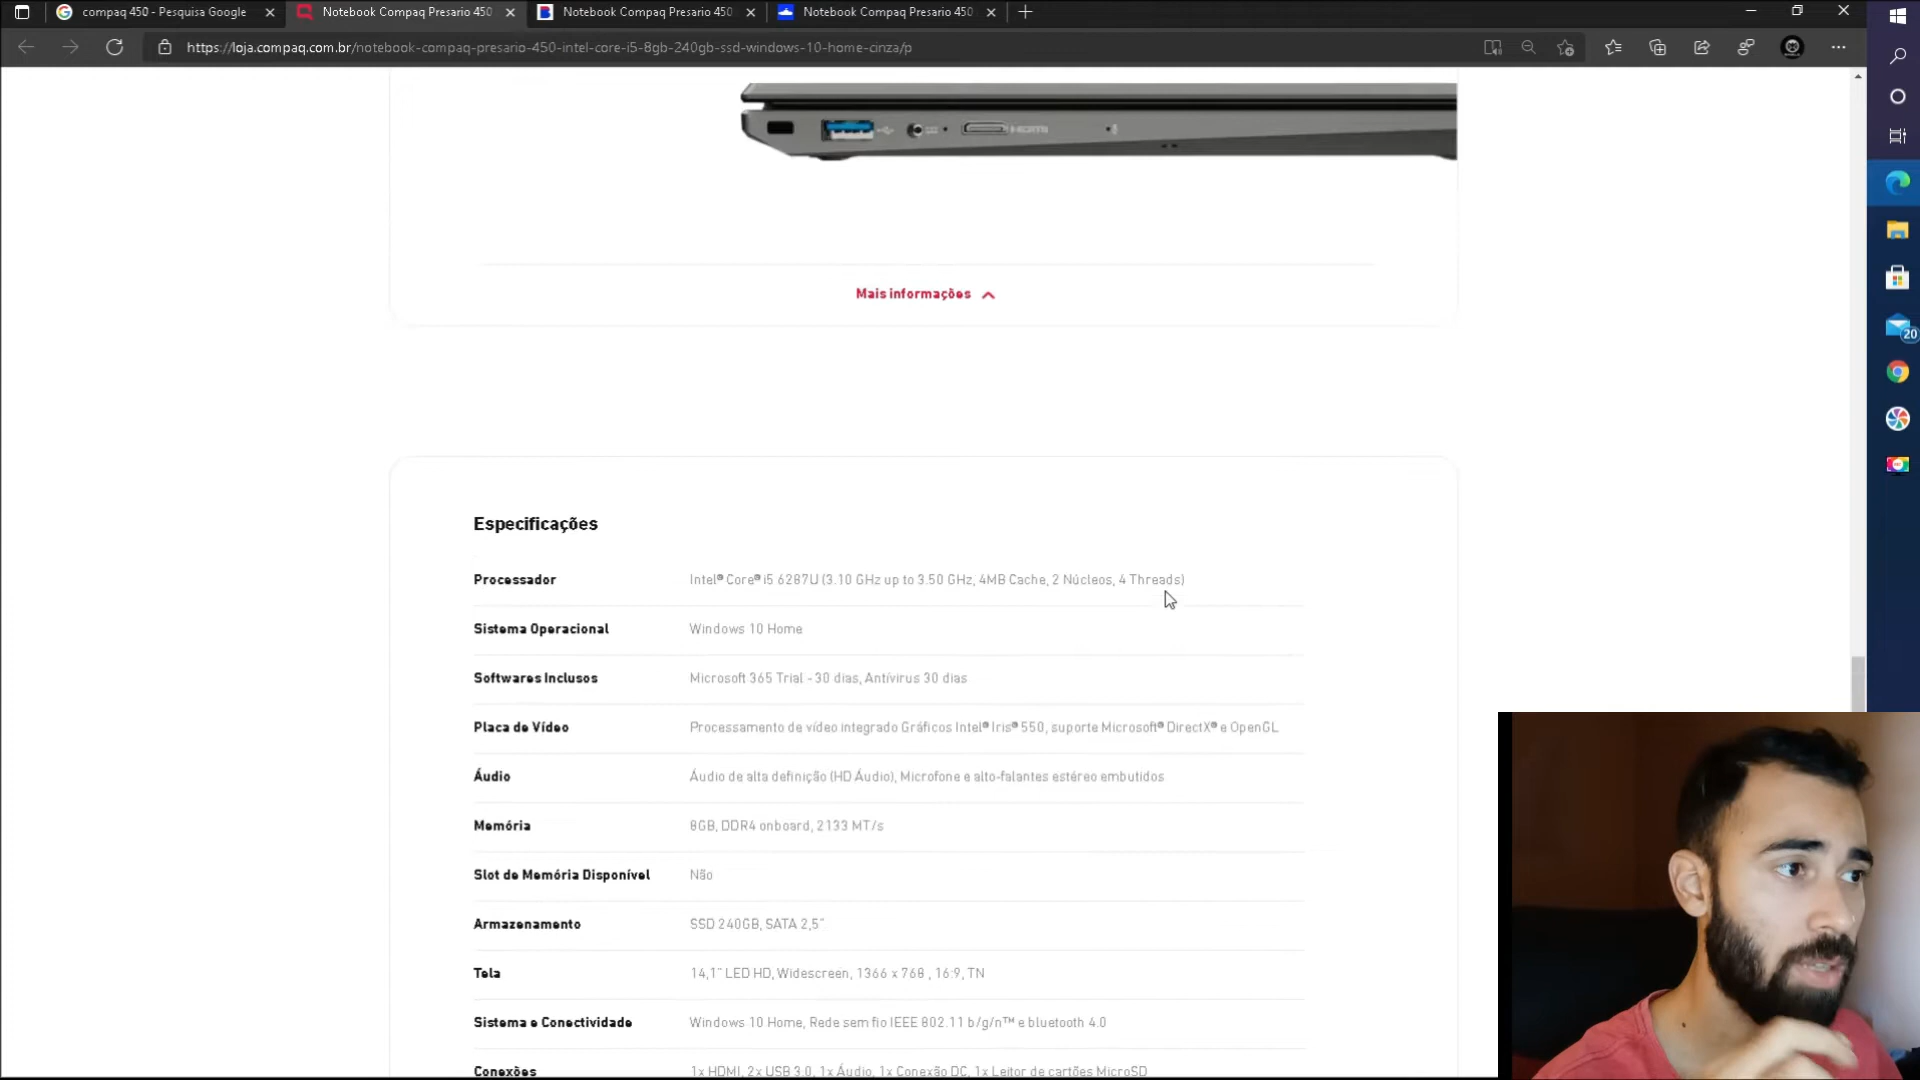 compaq 450 - Pesquisa Google
Notebook Compaq Presario 450
Notebook Compaq Presario 450
Notebook Compaq Presario 450
https://loja.compaq.com.br/notebook-compaq-presario-450-intel-core-i5-8gb-240gb-ssd-windows-10-home-cinza/p
HDMI
Mais informações
20
Especificações
Processador Intel® Core® i5 6287U (3.10 GHz up to 3.50 GHz, 4MB Cache, 2 Núcleos, 4 Threads)
Sistema Operacional Windows 10 Home
Softwares Inclusos Microsoft 365 Trial - 30 dias, Antívirus 30 dias
Placa de Vídeo Processamento de vídeo integrado Gráficos Intel® Iris® 550, suporte Microsoft® DirectX® e OpenGL
Áudio Áudio de alta definição (HD Áudio), Microfone e alto-falantes estéreo embutidos
Memória 8GB, DDR4 onboard, 2133 MT/s
Slot de Memória Disponível Não
Armazenamento SSD 240GB, SATA 2,5"
Tela 14,1" LED HD, Widescreen, 1366 x 768 , 16:9, TN
Sistema e Conectividade Windows 10 Home, Rede sem fio IEEE 802.11 b/g/n™ e bluetooth 4.0
Conexões 1x HDMI, 2x USB 3.0, 1x Áudio, 1x Conexão DC, 1x Leitor de cartões MicroSD